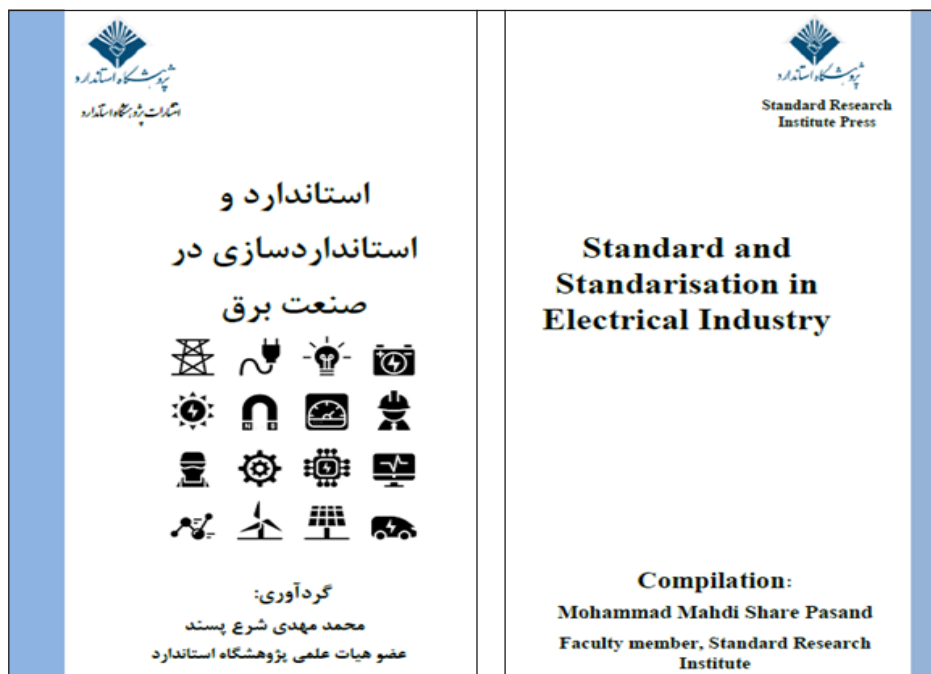 پژوهشگاه استاندارد
انتشارات پژوهشگاه استاندارد
استاندارد و
استانداردسازی در
صنعت برق
N S
گردآوری:
محمد مهدی شرع پسند
عضو هیات علمی پژوهشگاه استاندارد
پژوهشگاه استاندارد
Standard Research
Institute Press
Standard and
Standarisation in
Electrical Industry
Compilation:
Mohammad Mahdi Share Pasand
Faculty member, Standard Research
Institute